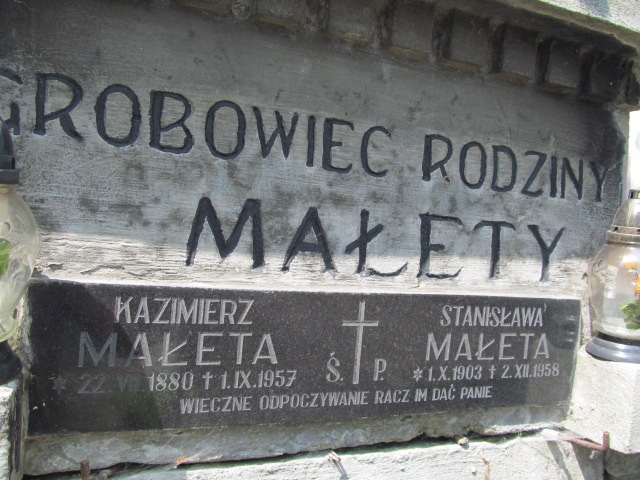 GROBOWIEC RODZINY
MAŁETY
KAZIMIERZ
MAŁETA
* 22. VII 1880 † 1. IX. 1957
Ś. P.
STANISŁAWA
MAŁETA
* 1. X. 1903 † 2. XII. 1958
WIECZNE ODPOCZYWANIE RACZ IM DAĆ PANIE